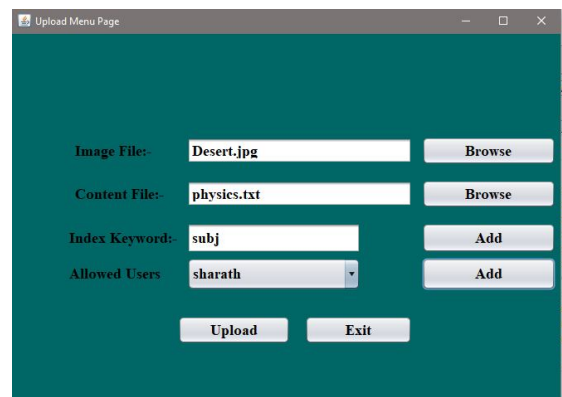 Upload Menu Page
Image File:- Desert.jpg Browse
Content File:- physics.txt Browse
Index Keyword:- subj Add
Allowed Users sharath Add
Upload Exit